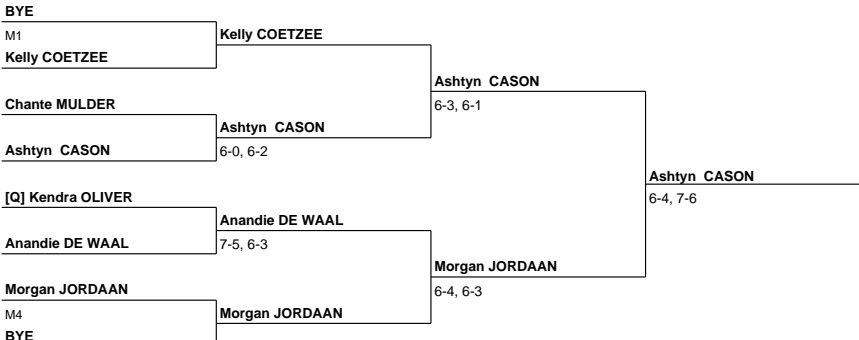 BYE
M1
Kelly COETZEE
Kelly COETZEE
Chante MULDER
Ashtyn CASON
Ashtyn CASON
6-0, 6-2
Ashtyn CASON
6-3, 6-1
[Q] Kendra OLIVER
Anandie DE WAAL
Anandie DE WAAL
7-5, 6-3
Morgan JORDAAN
M4
BYE
Morgan JORDAAN
Morgan JORDAAN
6-4, 6-3
Ashtyn CASON
6-4, 7-6